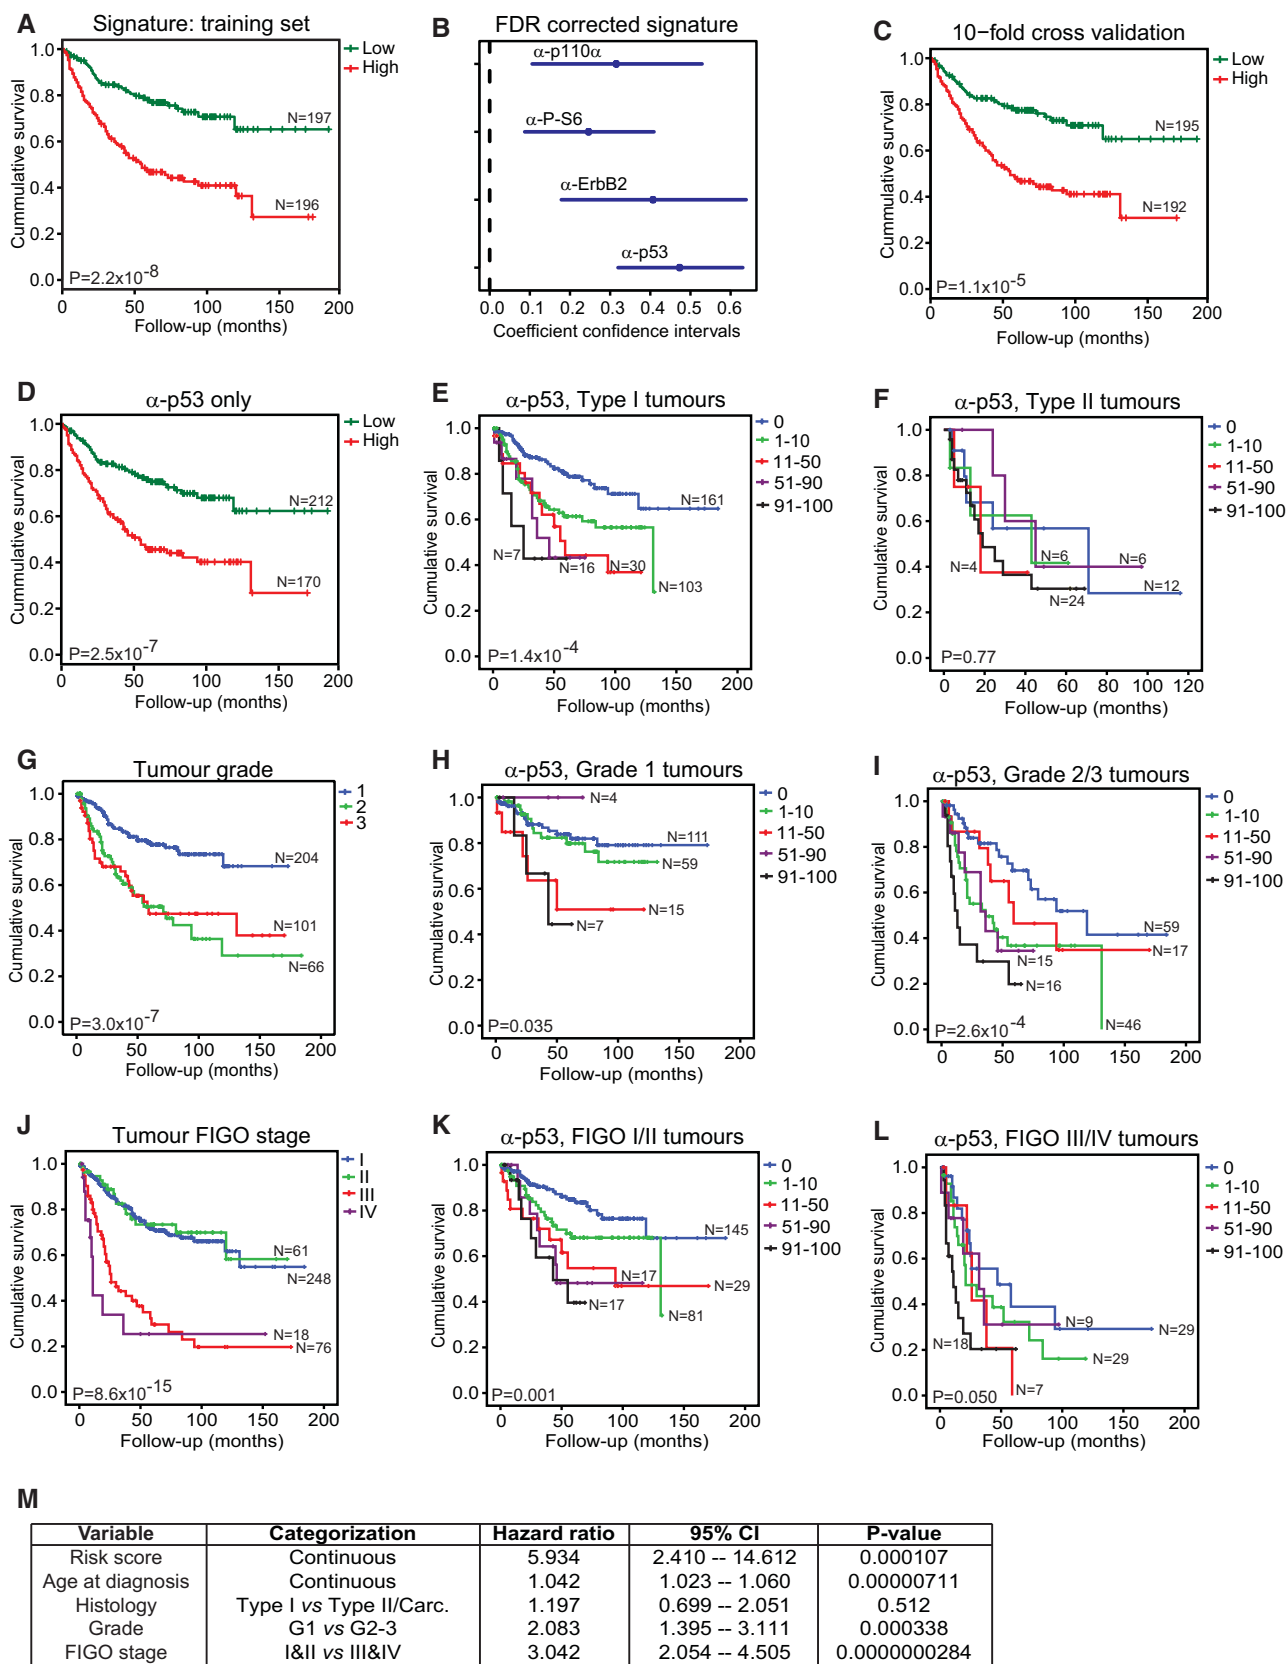 A
Signature: training set
Cummulative survival
1.0
0.8
0.6
0.4
0.2
0.0
Low
High
N=197
N=196
P=2.2x10-8
0 50 100 150 200
Follow-up (months)
B
FDR corrected signature
α-p110α
α-P-S6
α-ErbB2
α-p53
0.0 0.1 0.2 0.3 0.4 0.5 0.6
Coefficient confidence intervals
C
10−fold cross validation
Cummulative survival
1.0
0.8
0.6
0.4
0.2
0.0
Low
High
N=195
N=192
P=1.1x10-5
0 50 100 150 200
Follow-up (months)
D
α-p53 only
Cumulative survival
1.0
0.8
0.6
0.4
0.2
0.0
Low
High
N=212
N=170
P=2.5x10-7
0 50 100 150 200
Follow-up (months)
E
α-p53, Type I tumours
Cumulative survival
1.0
0.8
0.6
0.4
0.2
0.0
0
1-10
11-50
51-90
91-100
N=161
N=7
N=16
N=30
N=103
P=1.4x10-4
0 50 100 150 200
Follow-up (months)
F
α-p53, Type II tumours
Cumulative survival
1.0
0.8
0.6
0.4
0.2
0.0
0
1-10
11-50
51-90
91-100
N=6
N=6
N=4
N=12
N=24
P=0.77
0 20 40 60 80 100 120
Follow-up (months)
G
Tumour grade
Cumulative survival
1.0
0.8
0.6
0.4
0.2
0.0
1
2
3
N=204
N=101
N=66
P=3.0x10-7
0 50 100 150 200
Follow-up (months)
H
α-p53, Grade 1 tumours
Cumulative survival
1.0
0.8
0.6
0.4
0.2
0.0
0
1-10
11-50
51-90
91-100
N=4
N=111
N=59
N=15
N=7
P=0.035
0 50 100 150 200
Follow-up (months)
I
α-p53, Grade 2/3 tumours
Cumulative survival
1.0
0.8
0.6
0.4
0.2
0.0
0
1-10
11-50
51-90
91-100
N=59
N=17
N=15
N=16
N=46
P=2.6x10-4
0 50 100 150 200
Follow-up (months)
J
Tumour FIGO stage
Cumulative survival
1.0
0.8
0.6
0.4
0.2
0.0
I
II
III
IV
N=61
N=248
N=18
N=76
P=8.6x10-15
0 50 100 150 200
Follow-up (months)
K
α-p53, FIGO I/II tumours
Cumulative survival
1.0
0.8
0.6
0.4
0.2
0.0
0
1-10
11-50
51-90
91-100
N=145
N=17
N=29
N=17
N=81
P=0.001
0 50 100 150 200
Follow-up (months)
L
α-p53, FIGO III/IV tumours
Cumulative survival
1.0
0.8
0.6
0.4
0.2
0.0
0
1-10
11-50
51-90
91-100
N=9
N=29
N=18
N=29
N=7
P=0.050
0 50 100 150 200
Follow-up (months)
M
Variable Categorization Hazard ratio 95% CI P-value
Risk score Continuous 5.934 2.410 -- 14.612 0.000107
Age at diagnosis Continuous 1.042 1.023 -- 1.060 0.00000711
Histology Type I vs Type II/Carc. 1.197 0.699 -- 2.051 0.512
Grade G1 vs G2-3 2.083 1.395 -- 3.111 0.000338
FIGO stage I&II vs III&IV 3.042 2.054 -- 4.505 0.0000000284